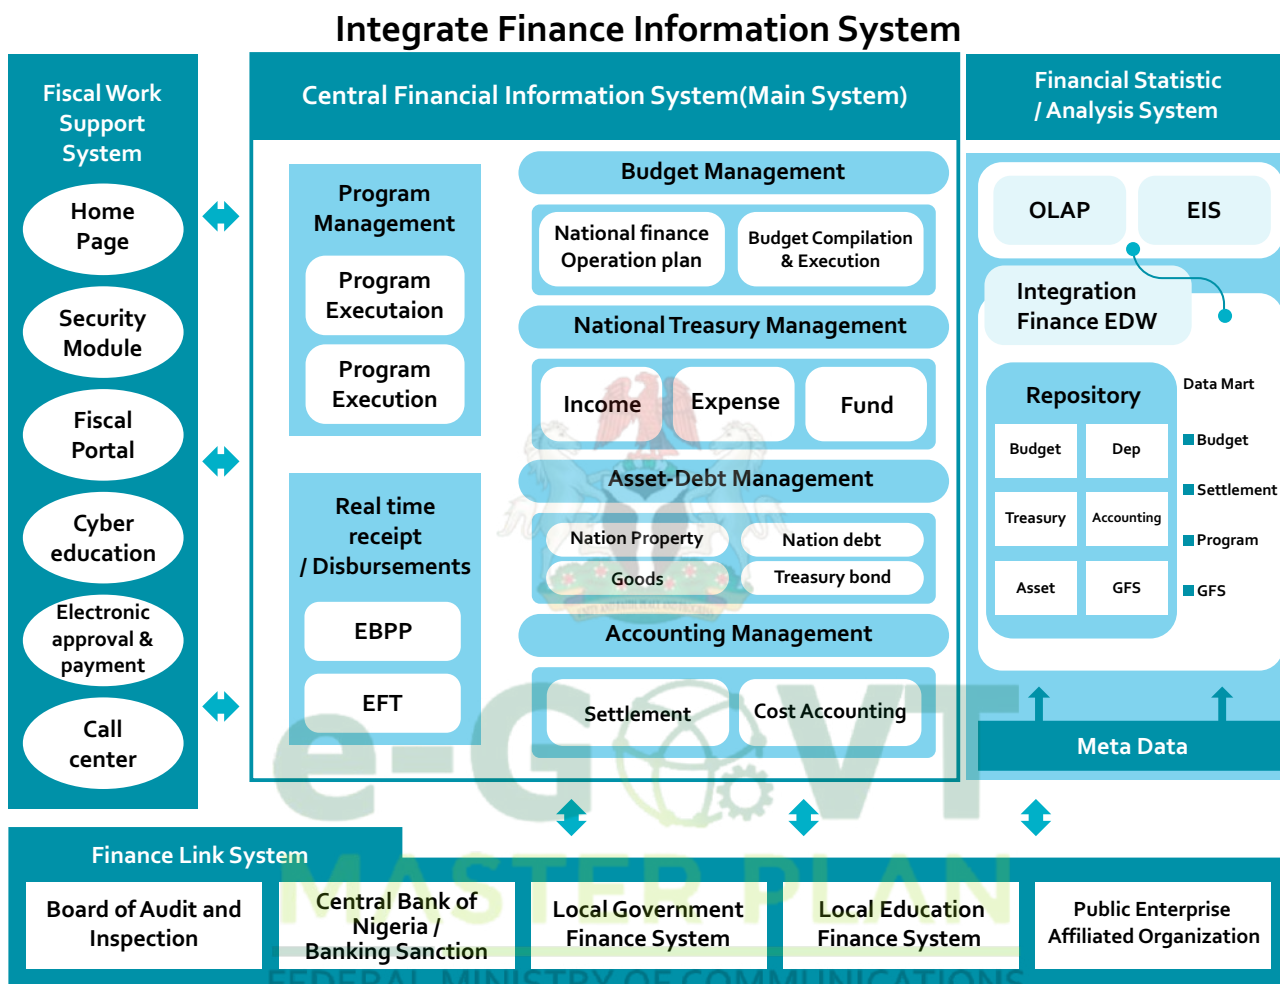 Integrate Finance Information System
Fiscal Work
Support
System
Home
Page
Security
Module
Fiscal
Portal
Cyber
education
Electronic
approval &
payment
Call
center
Central Financial Information System(Main System)
Program
Management
Program
Executaion
Program
Execution
Real time
receipt
/ Disbursements
EBPP
EFT
Budget Management
National finance
Operation plan
Budget Compilation
& Execution
National Treasury Management
Income
Expense
Fund
Asset-Debt Management
Nation Property
Nation debt
Goods
Treasury bond
Accounting Management
Settlement
Cost Accounting
Financial Statistic
/ Analysis System
OLAP
EIS
Integration
Finance EDW
Repository
Budget
Dep
Treasury
Accounting
Asset
GFS
Data Mart
Budget
Settlement
Program
GFS
Meta Data
Finance Link System
Board of Audit and
Inspection
Central Bank of
Nigeria /
Banking Sanction
Local Government
Finance System
Local Education
Finance System
Public Enterprise
Affiliated Organization
e-GOVT
MASTER PLAN
FEDERAL MINISTRY OF COMMUNICATIONS